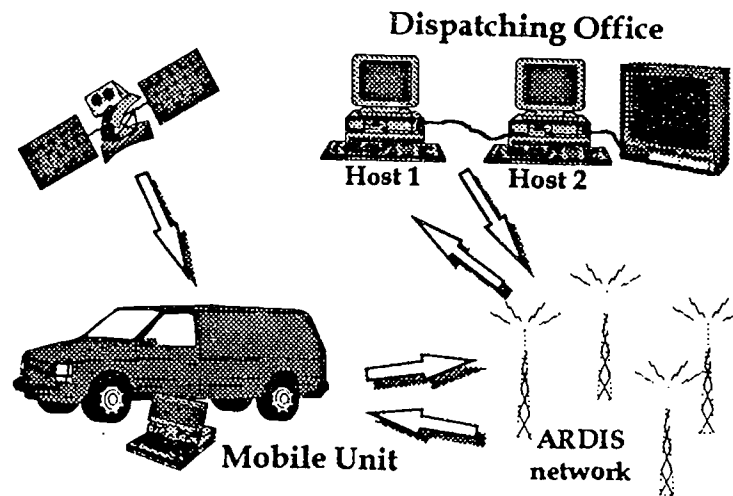 Dispatching Office
Host 1
Host 2
Mobile Unit
ARDIS
network